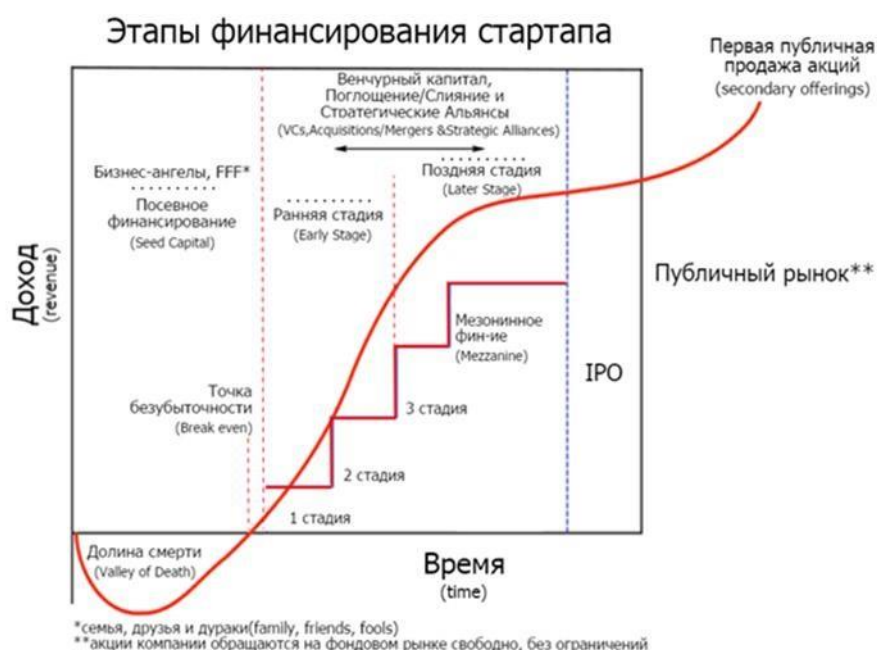 Этапы финансирования стартапа
Первая публичная
продажа акций
(secondary offerings)
Венчурный капитал,
Поглощение/Слияние и
Стратегические Альянсы
(VCs,Acquisitions/Mergers &Strategic Alliances)
Бизнес-ангелы, FFF*
Посевное
финансирование
(Seed Capital)
Ранняя стадия
(Early Stage)
Поздняя стадия
(Later Stage)
Доход
(revenue)
Публичный рынок**
Мезонинное
фин-ие
(Mezzanine)
IPO
Точка
безубыточности
(Break even)
3 стадия
2 стадия
1 стадия
Долина смерти
(Valley of Death)
Время
(time)
*семья, друзья и дураки(family, friends, fools)
**акции компании обращаются на фондовом рынке свободно, без ограничений